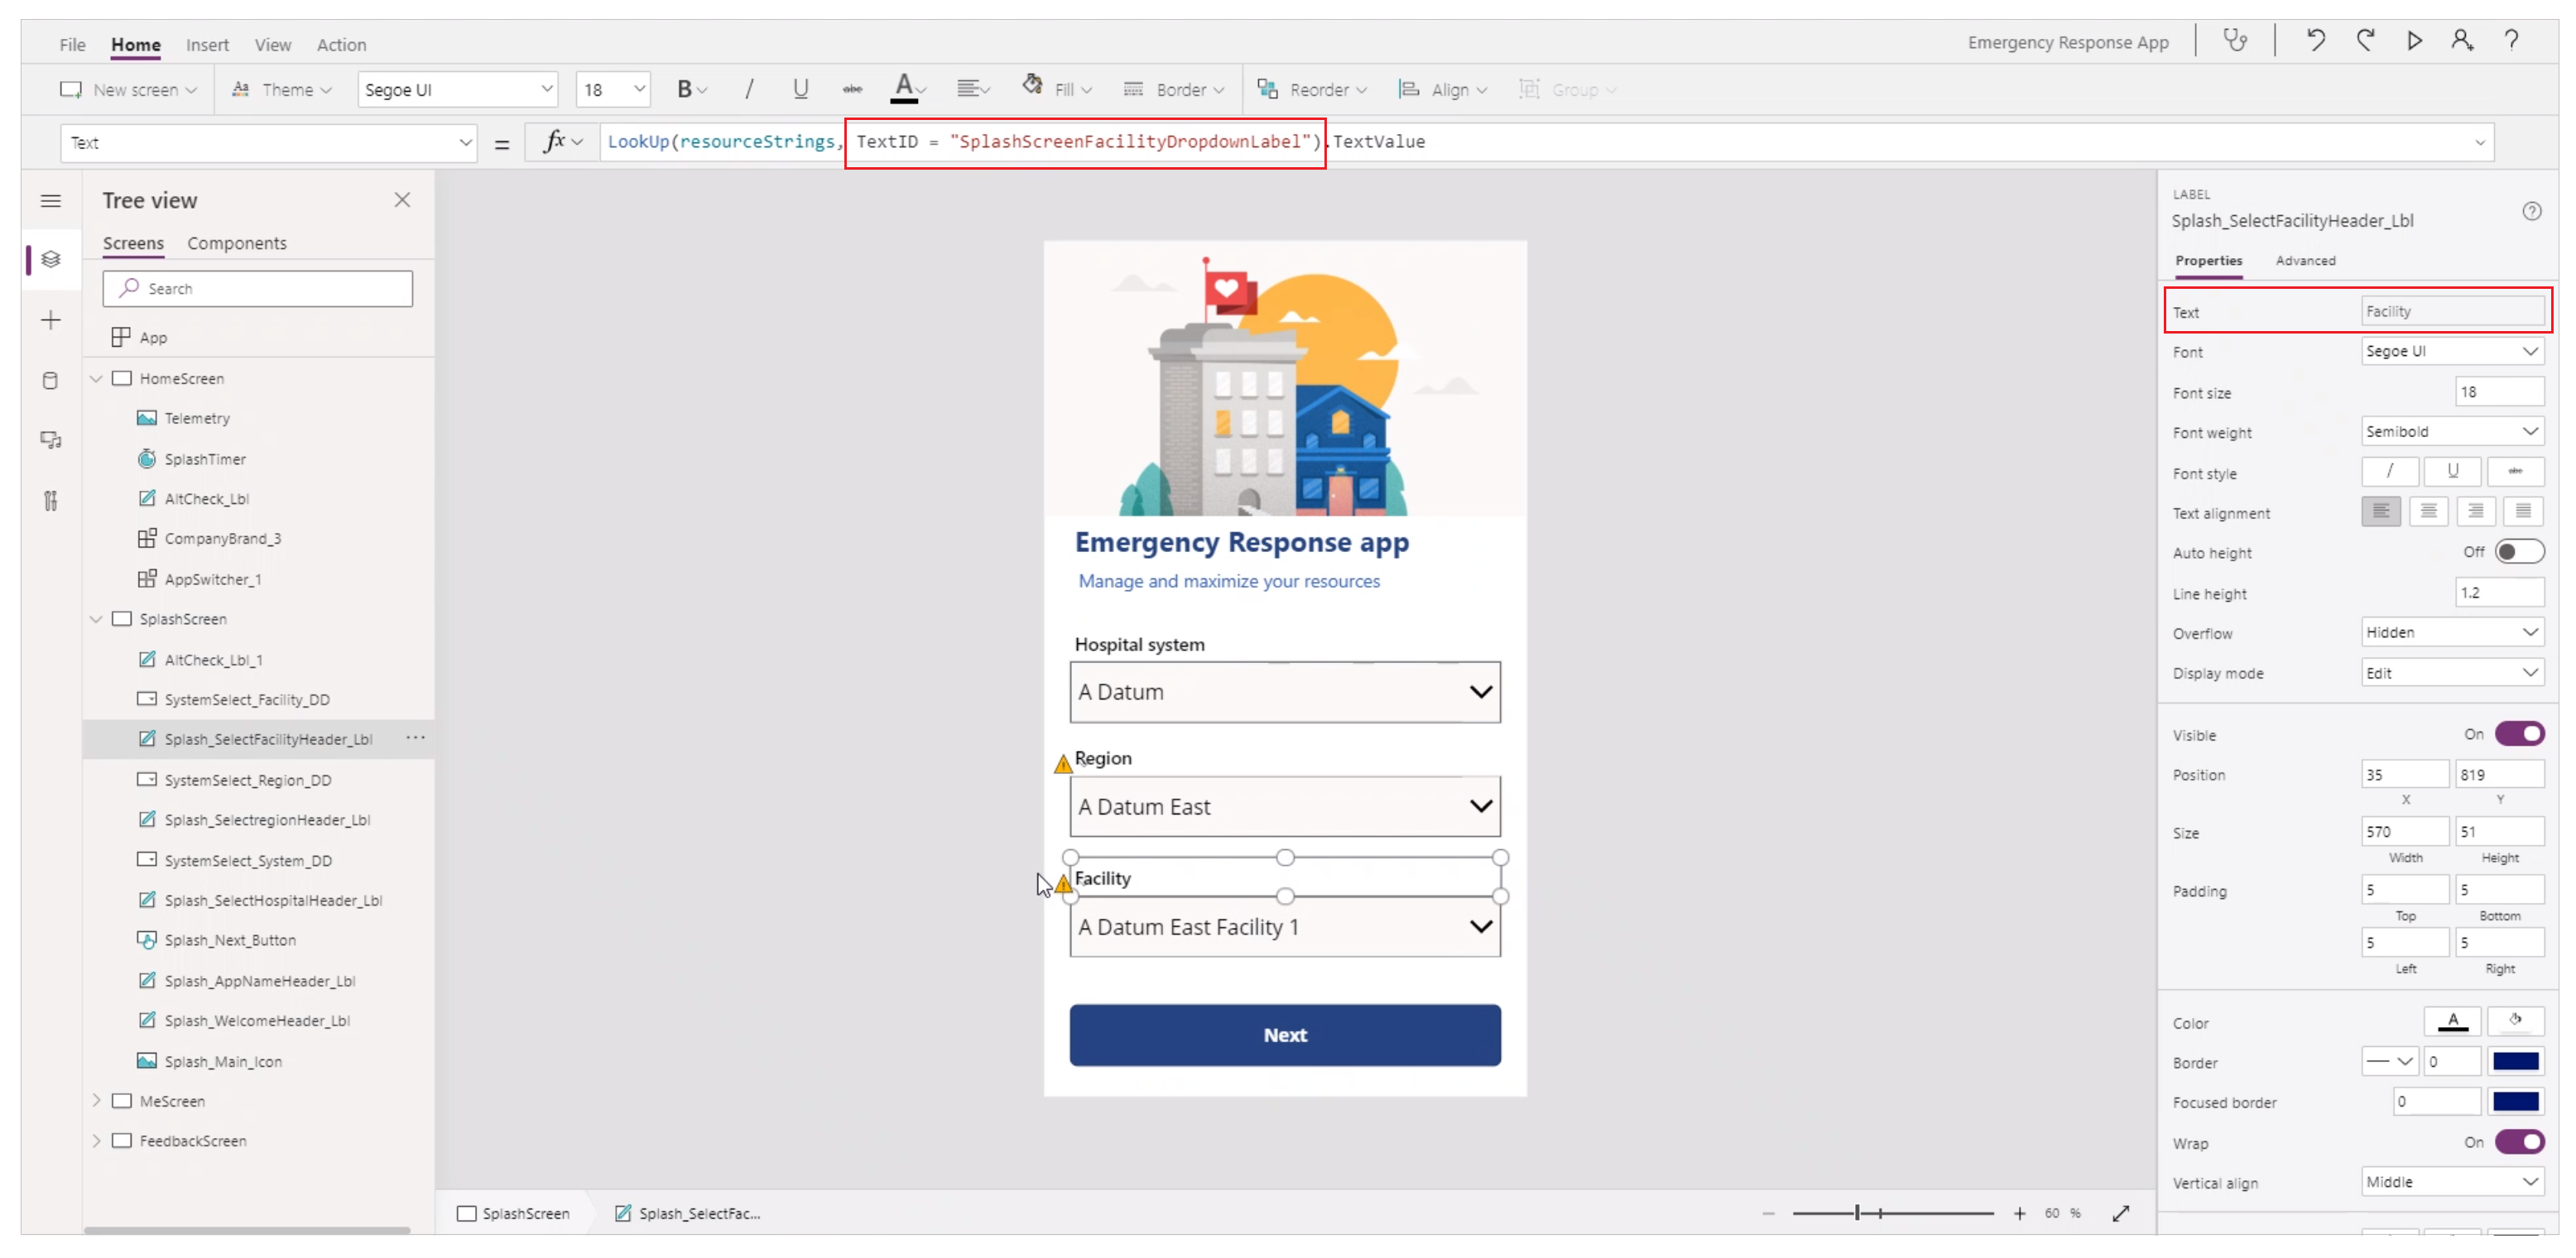 File Home Insert View Action Emergency Response App
New screen Theme Segoe UI 18 B / U abc A Fill Border Reorder Align Group
Text = fx LookUp(resourceStrings, TextID = "SplashScreenFacilityDropdownLabel").TextValue
Tree view
Screens Components
Search
App
HomeScreen
Telemetry
SplashTimer
AltCheck_Lbl
CompanyBrand_3
AppSwitcher_1
SplashScreen
AltCheck_Lbl_1
SystemSelect_Facility_DD
Splash_SelectFacilityHeader_Lbl ...
SystemSelect_Region_DD
Splash_SelectregionHeader_Lbl
SystemSelect_System_DD
Splash_SelectHospitalHeader_Lbl
Splash_Next_Button
Splash_AppNameHeader_Lbl
Splash_WelcomeHeader_Lbl
Splash_Main_Icon
MeScreen
FeedbackScreen
Emergency Response app
Manage and maximize your resources
Hospital system
A Datum
Region
A Datum East
Facility
A Datum East Facility 1
Next
SplashScreen Splash_SelectFac... 60 %
LABEL
Splash_SelectFacilityHeader_Lbl
Properties Advanced
Text Facility
Font Segoe UI
Font size 18
Font weight Semibold
Font style / U abc
Text alignment
Auto height Off
Line height 1.2
Overflow Hidden
Display mode Edit
Visible On
Position 35 819
X Y
Size 570 51
Width Height
Padding 5 5
Top Bottom
5 5
Left Right
Color A
Border 0
Focused border 0
Wrap On
Vertical align Middle